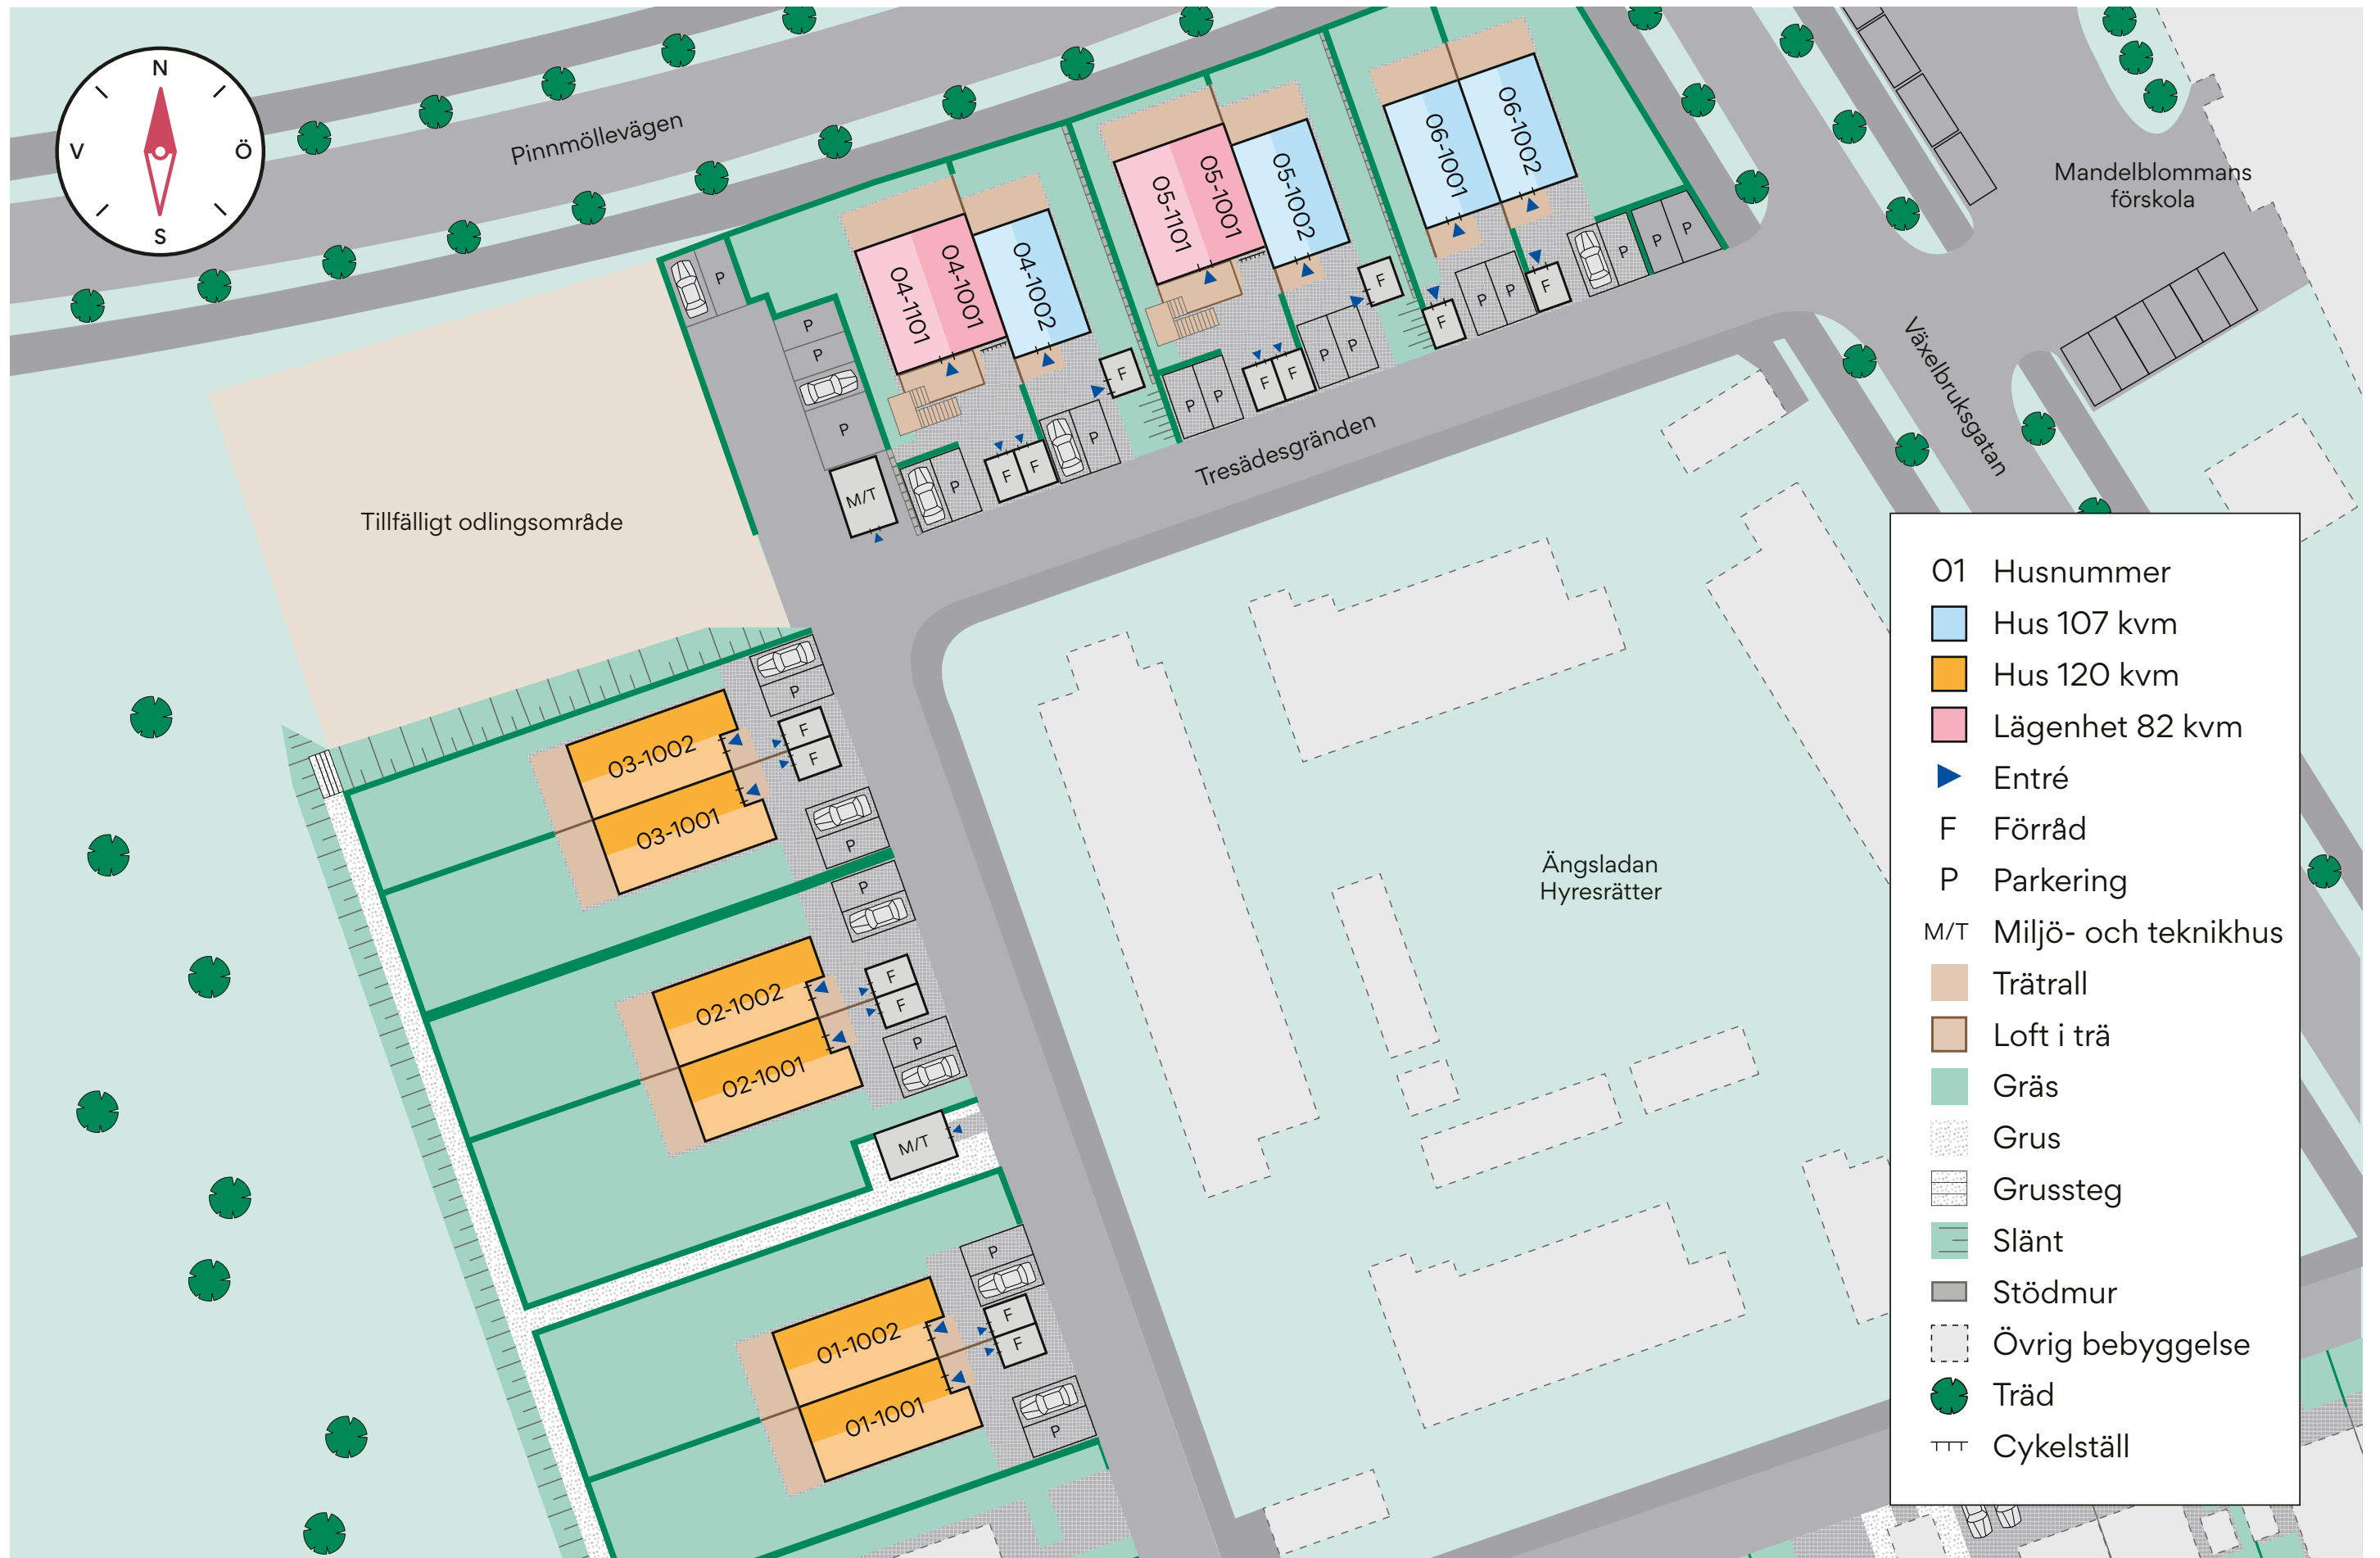 N
V
Ö
S
Pinnmöllevägen
Mandelblommans
förskola
Växelbruksgatan
Tresädesgränden
Tillfälligt odlingsområde
Ängsladan
Hyresrätter
04-1101
04-1001
04-1002
05-1101
05-1001
05-1002
06-1001
06-1002
P
P
P
P
M/T
P
F
F
P
F
P
P
F
F
P
P
F
F
P
P
F
P
P
P
03-1002
03-1001
P
F
F
P
02-1002
02-1001
P
F
F
P
M/T
01-1002
01-1001
P
F
F
P
01 Husnummer
Hus 107 kvm
Hus 120 kvm
Lägenhet 82 kvm
Entré
F Förråd
P Parkering
M/T Miljö- och teknikhus
Trätrall
Loft i trä
Gräs
Grus
Grussteg
Slänt
Stödmur
Övrig bebyggelse
Träd
Cykelställ